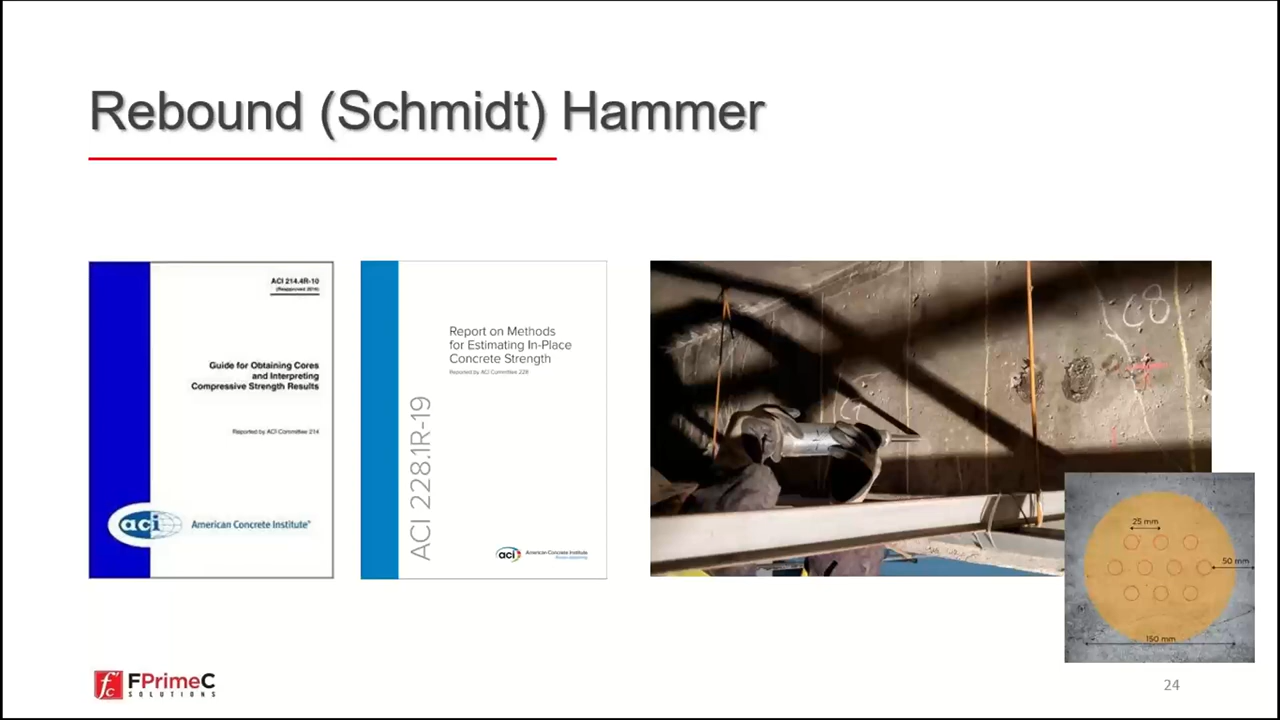 Rebound (Schmidt) Hammer
ACI 214.4R-10
(Reapproved 2016)
Guide for Obtaining Cores
and Interpreting
Compressive Strength Results
Reported by ACI Committee 214
aci
American Concrete Institute®
Report on Methods
for Estimating In-Place
Concrete Strength
Reported by ACI Committee 228
ACI 228.1R-19
aci
American Concrete Institute
C8
25 mm
50 mm
150 mm
f'c
FPrimeC
SOLUTIONS
24